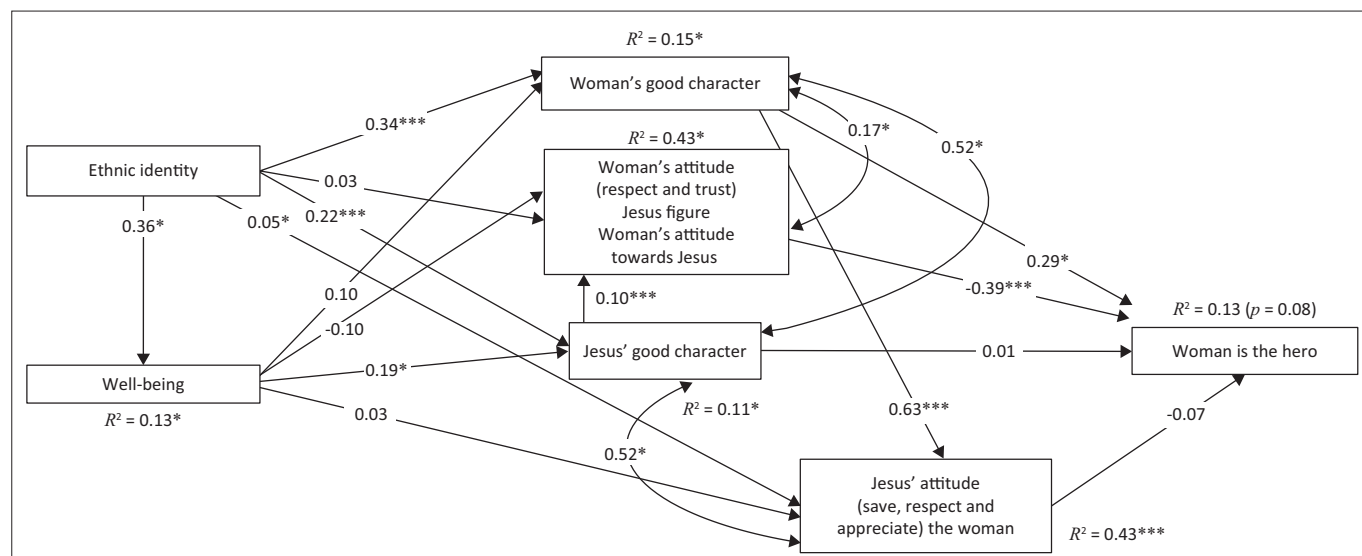 R² = 0.15*
Woman's good character
0.34***
0.17*
R² = 0.43*
0.52*
Ethnic identity
Woman's attitude
(respect and trust)
Jesus figure
Woman's attitude
towards Jesus
0.03
0.36*
0.05*
0.22***
0.29*
0.10
0.10***
-0.39***
-0.10
R² = 0.13 (p = 0.08)
Jesus' good character
0.01
Woman is the hero
Well-being
0.19*
R² = 0.13*
R² = 0.11*
0.03
0.63***
-0.07
0.52*
Jesus' attitude
(save, respect and
appreciate) the woman
R² = 0.43***